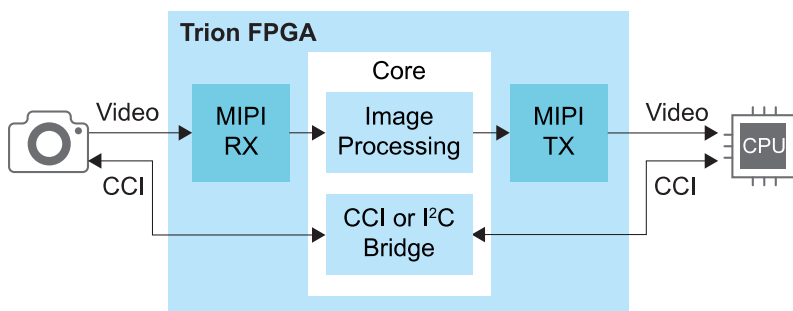 Trion FPGA
Core
Video
MIPI
RX
Image
Processing
MIPI
TX
Video
CPU
CCI
CCI or I²C
Bridge
CCI